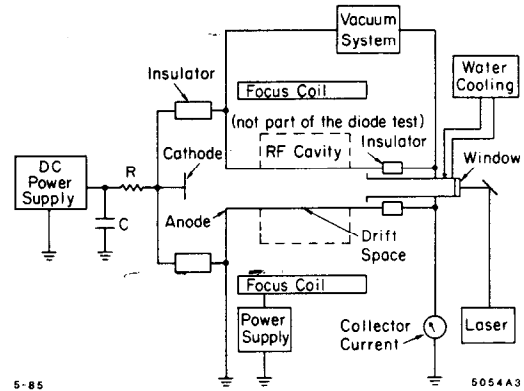 Vacuum
System
Insulator
Focus Coil
Water
Cooling
(not part of the diode test)
Insulator
RF Cavity
Cathode
Window
DC
Power
Supply
R
C
Anode
Drift
Space
Focus Coil
Power
Supply
Collector
Current
Laser
5-85
5054A3